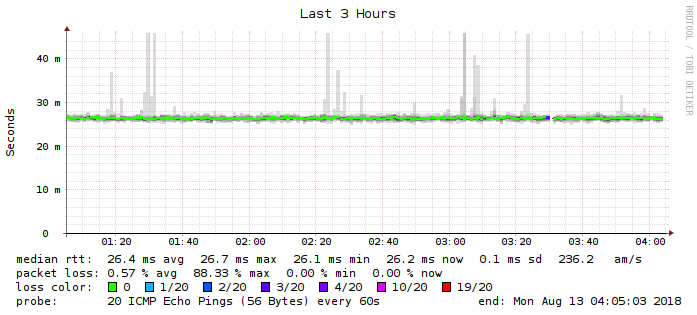 Last 3 Hours
RRDTOOL / TOBI OETIKER
Seconds
40 m
30 m
20 m
10 m
0
01:20 01:40 02:00 02:20 02:40 03:00 03:20 03:40 04:00
median rtt: 26.4 ms avg 26.7 ms max 26.1 ms min 26.2 ms now 0.1 ms sd 236.2 am/s
packet loss: 0.57 % avg 88.33 % max 0.00 % min 0.00 % now
loss color: 0 1/20 2/20 3/20 4/20 10/20 19/20
probe: 20 ICMP Echo Pings (56 Bytes) every 60s end: Mon Aug 13 04:05:03 2018